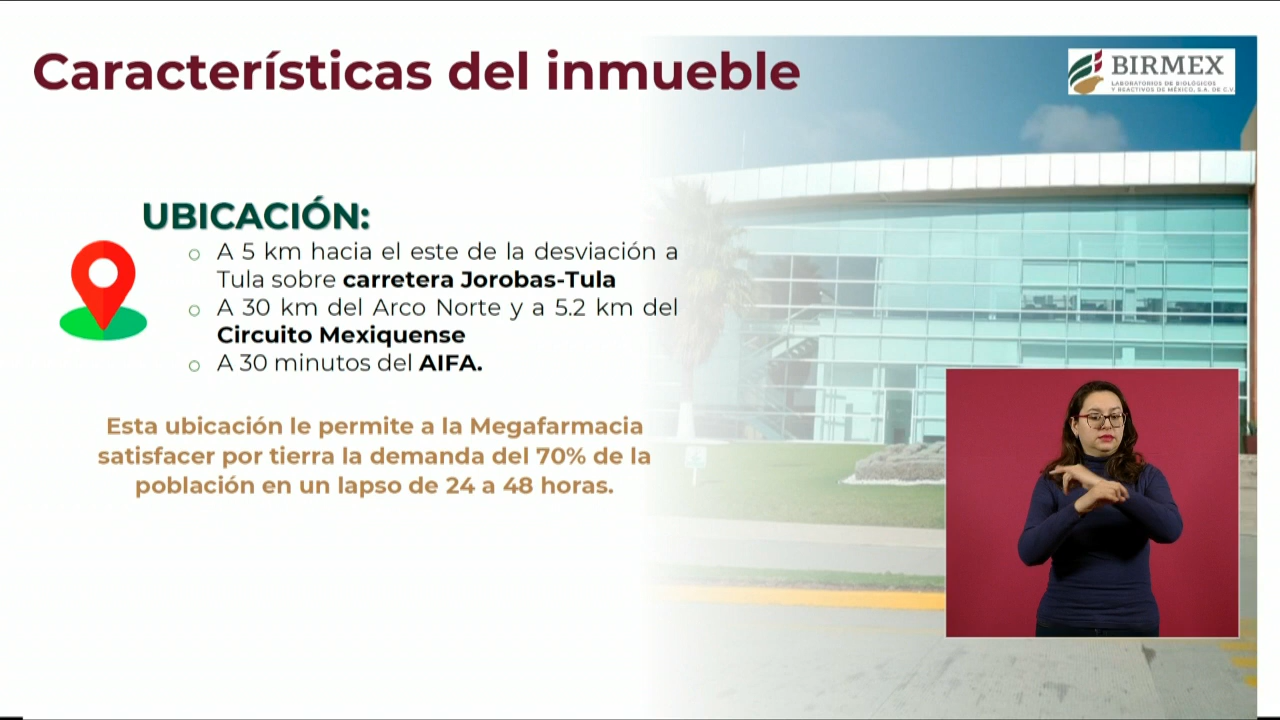 Características del inmueble
BIRMEX
LABORATORIOS DE BIOLÓGICOS
Y REACTIVOS DE MÉXICO, S.A. DE C.V.
UBICACIÓN:
o A 5 km hacia el este de la desviación a
Tula sobre carretera Jorobas-Tula
o A 30 km del Arco Norte y a 5.2 km del
Circuito Mexiquense
o A 30 minutos del AIFA.
Esta ubicación le permite a la Megafarmacia
satisfacer por tierra la demanda del 70% de la
población en un lapso de 24 a 48 horas.